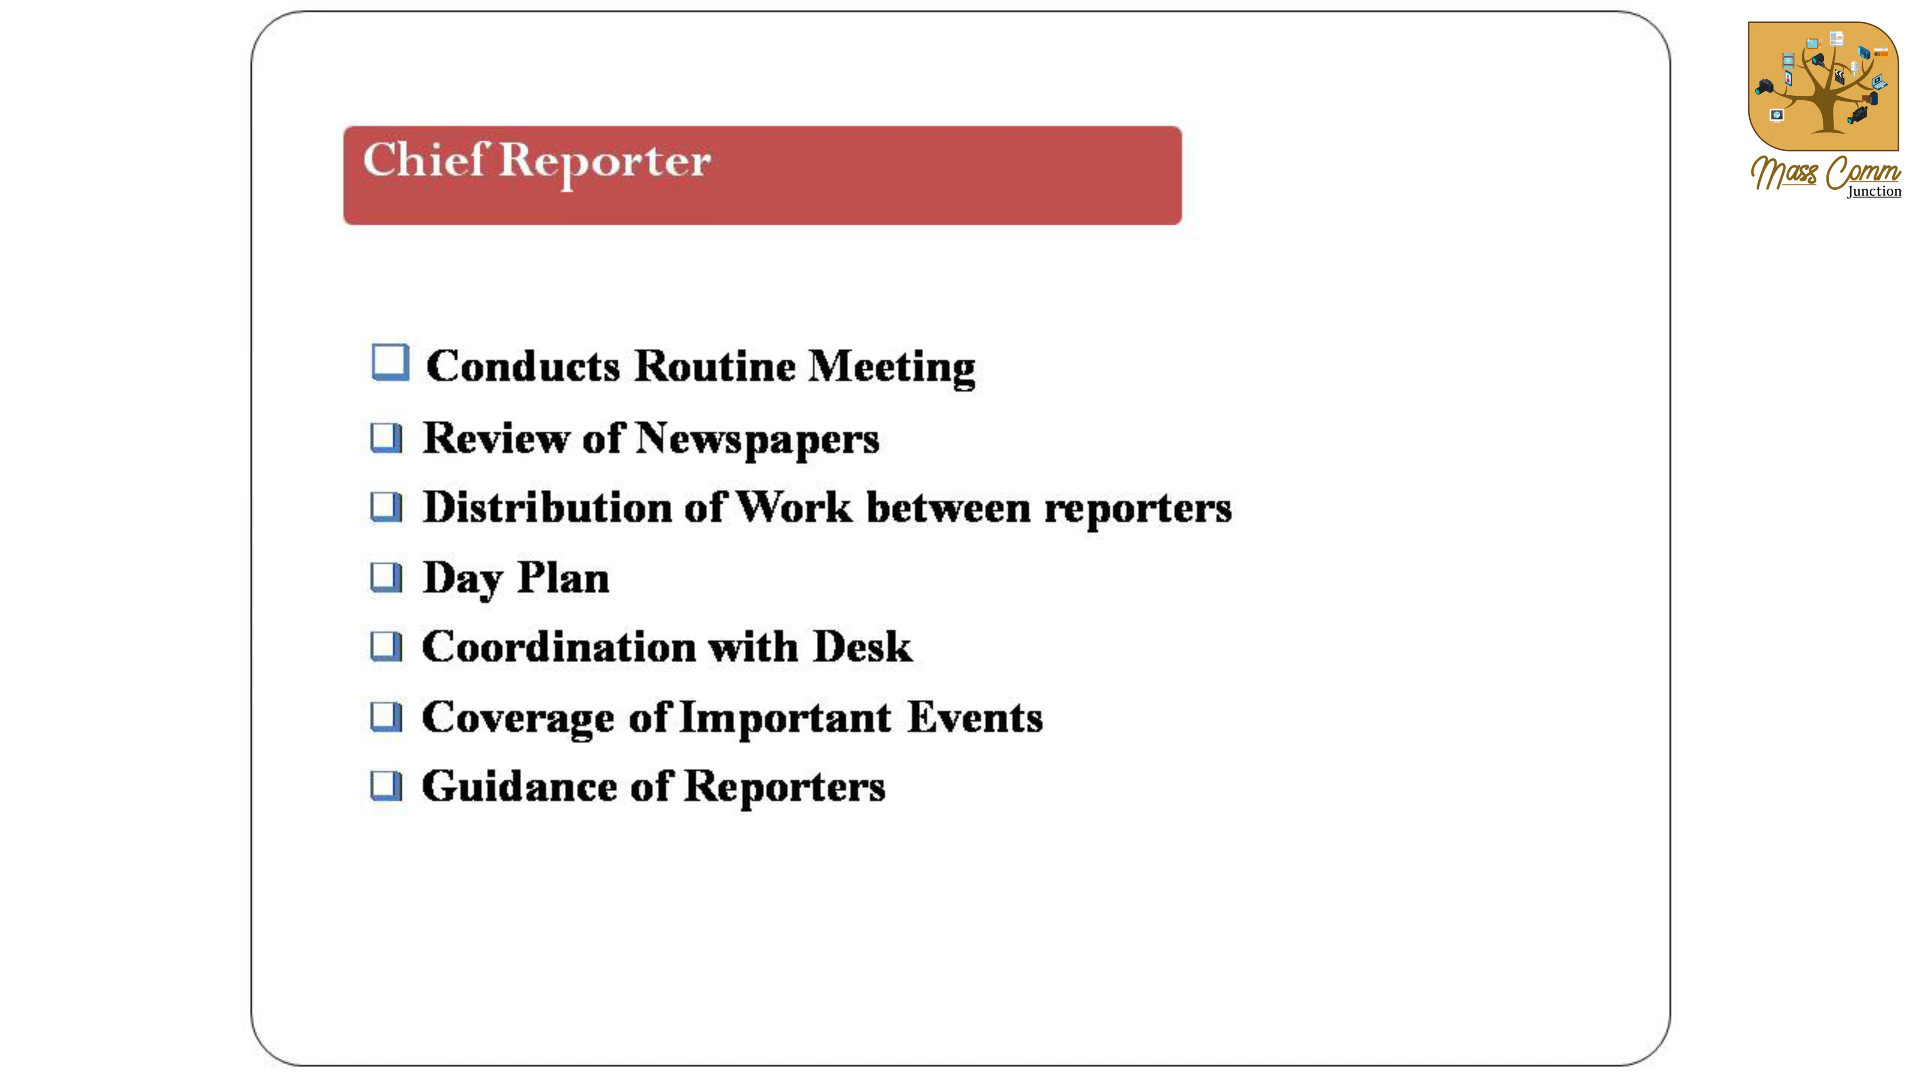 Chief Reporter
Conducts Routine Meeting
Review of Newspapers
Distribution of Work between reporters
Day Plan
Coordination with Desk
Coverage of Important Events
Guidance of Reporters
Mass Comm
Junction